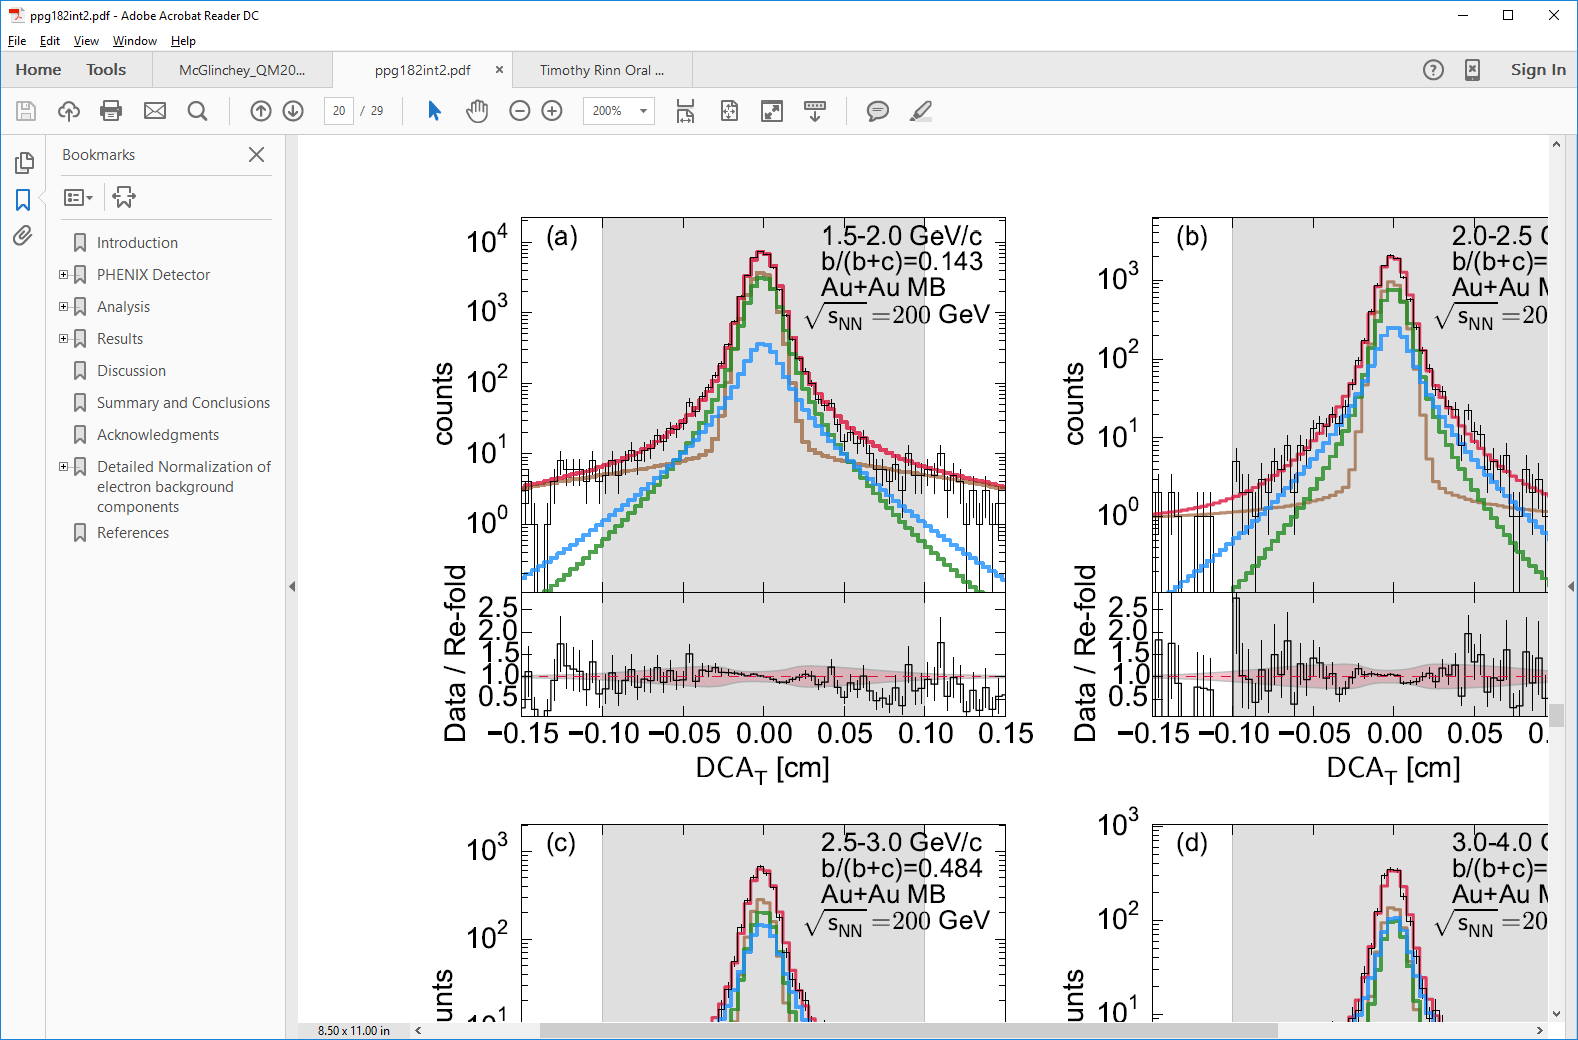 ppg182int2.pdf - Adobe Acrobat Reader DC
File Edit View Window Help
Home Tools McGlinchey_QM20... ppg182int2.pdf × Timothy Rinn Oral ... Sign In
20 / 29 200%
Bookmarks
Introduction
PHENIX Detector
Analysis
Results
Discussion
Summary and Conclusions
Acknowledgments
Detailed Normalization of
electron background
components
References
(a)
1.5-2.0 GeV/c
b/(b+c)=0.143
Au+Au MB
√sNN =200 GeV
10^4
10^3
10^2
10^1
10^0
counts
Data / Re-fold
2.5
2.0
1.5
1.0
0.5
−0.15 −0.10 −0.05 0.00 0.05 0.10 0.15
DCA_T [cm]
(b)
2.0-2.5
b/(b+c)=
Au+Au
√sNN =20
10^3
10^2
10^1
10^0
counts
Data / Re-fold
2.5
2.0
1.5
1.0
0.5
−0.15 −0.10 −0.05 0.00 0.05 0.
DCA_T [cm]
(c)
2.5-3.0 GeV/c
b/(b+c)=0.484
Au+Au MB
√sNN =200 GeV
10^3
10^2
10^1
unts
(d)
3.0-4.0
b/(b+c)=
Au+Au
√sNN =20
10^3
10^2
10^1
unts
8.50 x 11.00 in